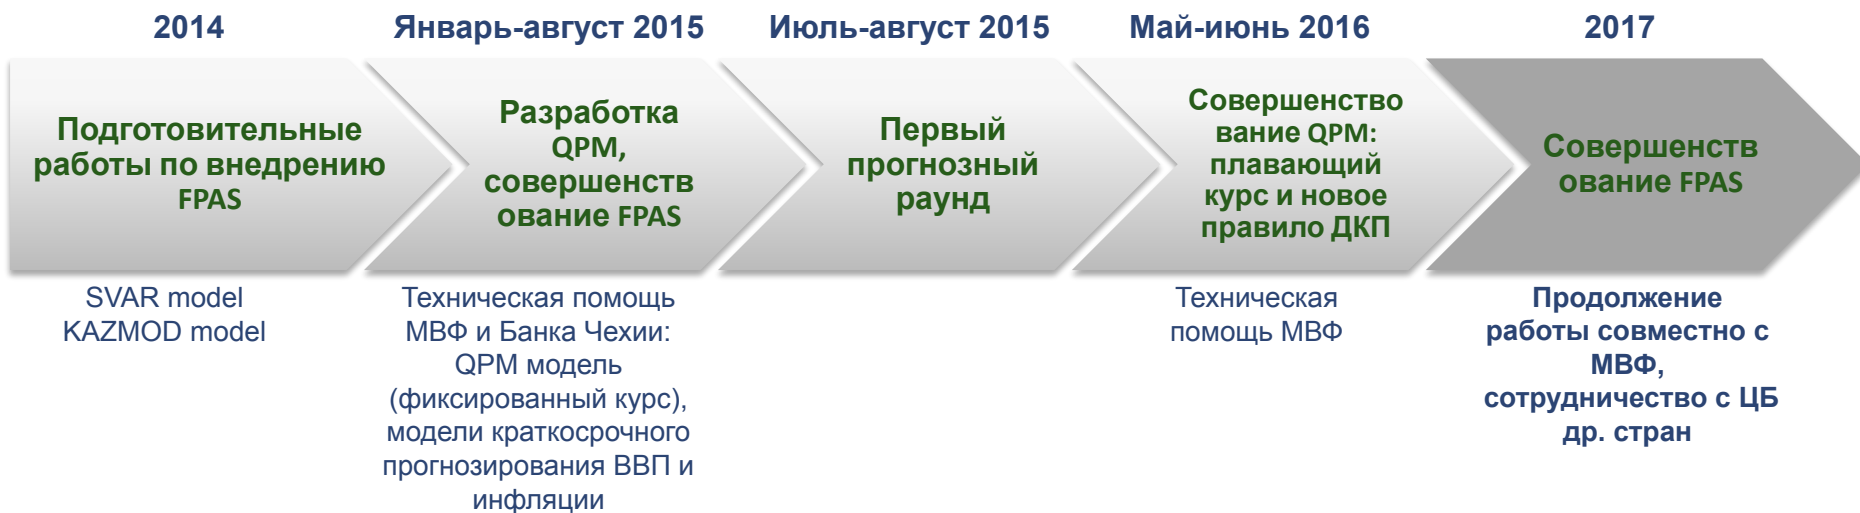 2014
Январь-август 2015
Июль-август 2015
Май-июнь 2016
2017
Подготовительные
работы по внедрению
FPAS
Разработка
QPM,
совершенств
ование FPAS
Первый
прогнозный
раунд
Совершенство
вание QPM:
плавающий
курс и новое
правило ДКП
Совершенств
ование FPAS
SVAR model
KAZMOD model
Техническая помощь
МВФ и Банка Чехии:
QPM модель
(фиксированный курс),
модели краткосрочного
прогнозирования ВВП и
инфляции
Техническая
помощь МВФ
Продолжение
работы совместно с
МВФ,
сотрудничество с ЦБ
др. стран